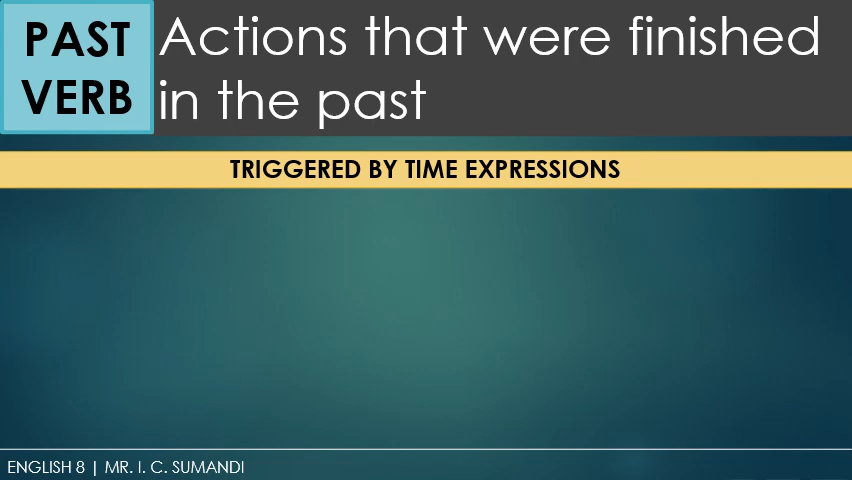 PAST
VERB
Actions that were finished
in the past
TRIGGERED BY TIME EXPRESSIONS
ENGLISH 8 | MR. I. C. SUMANDI